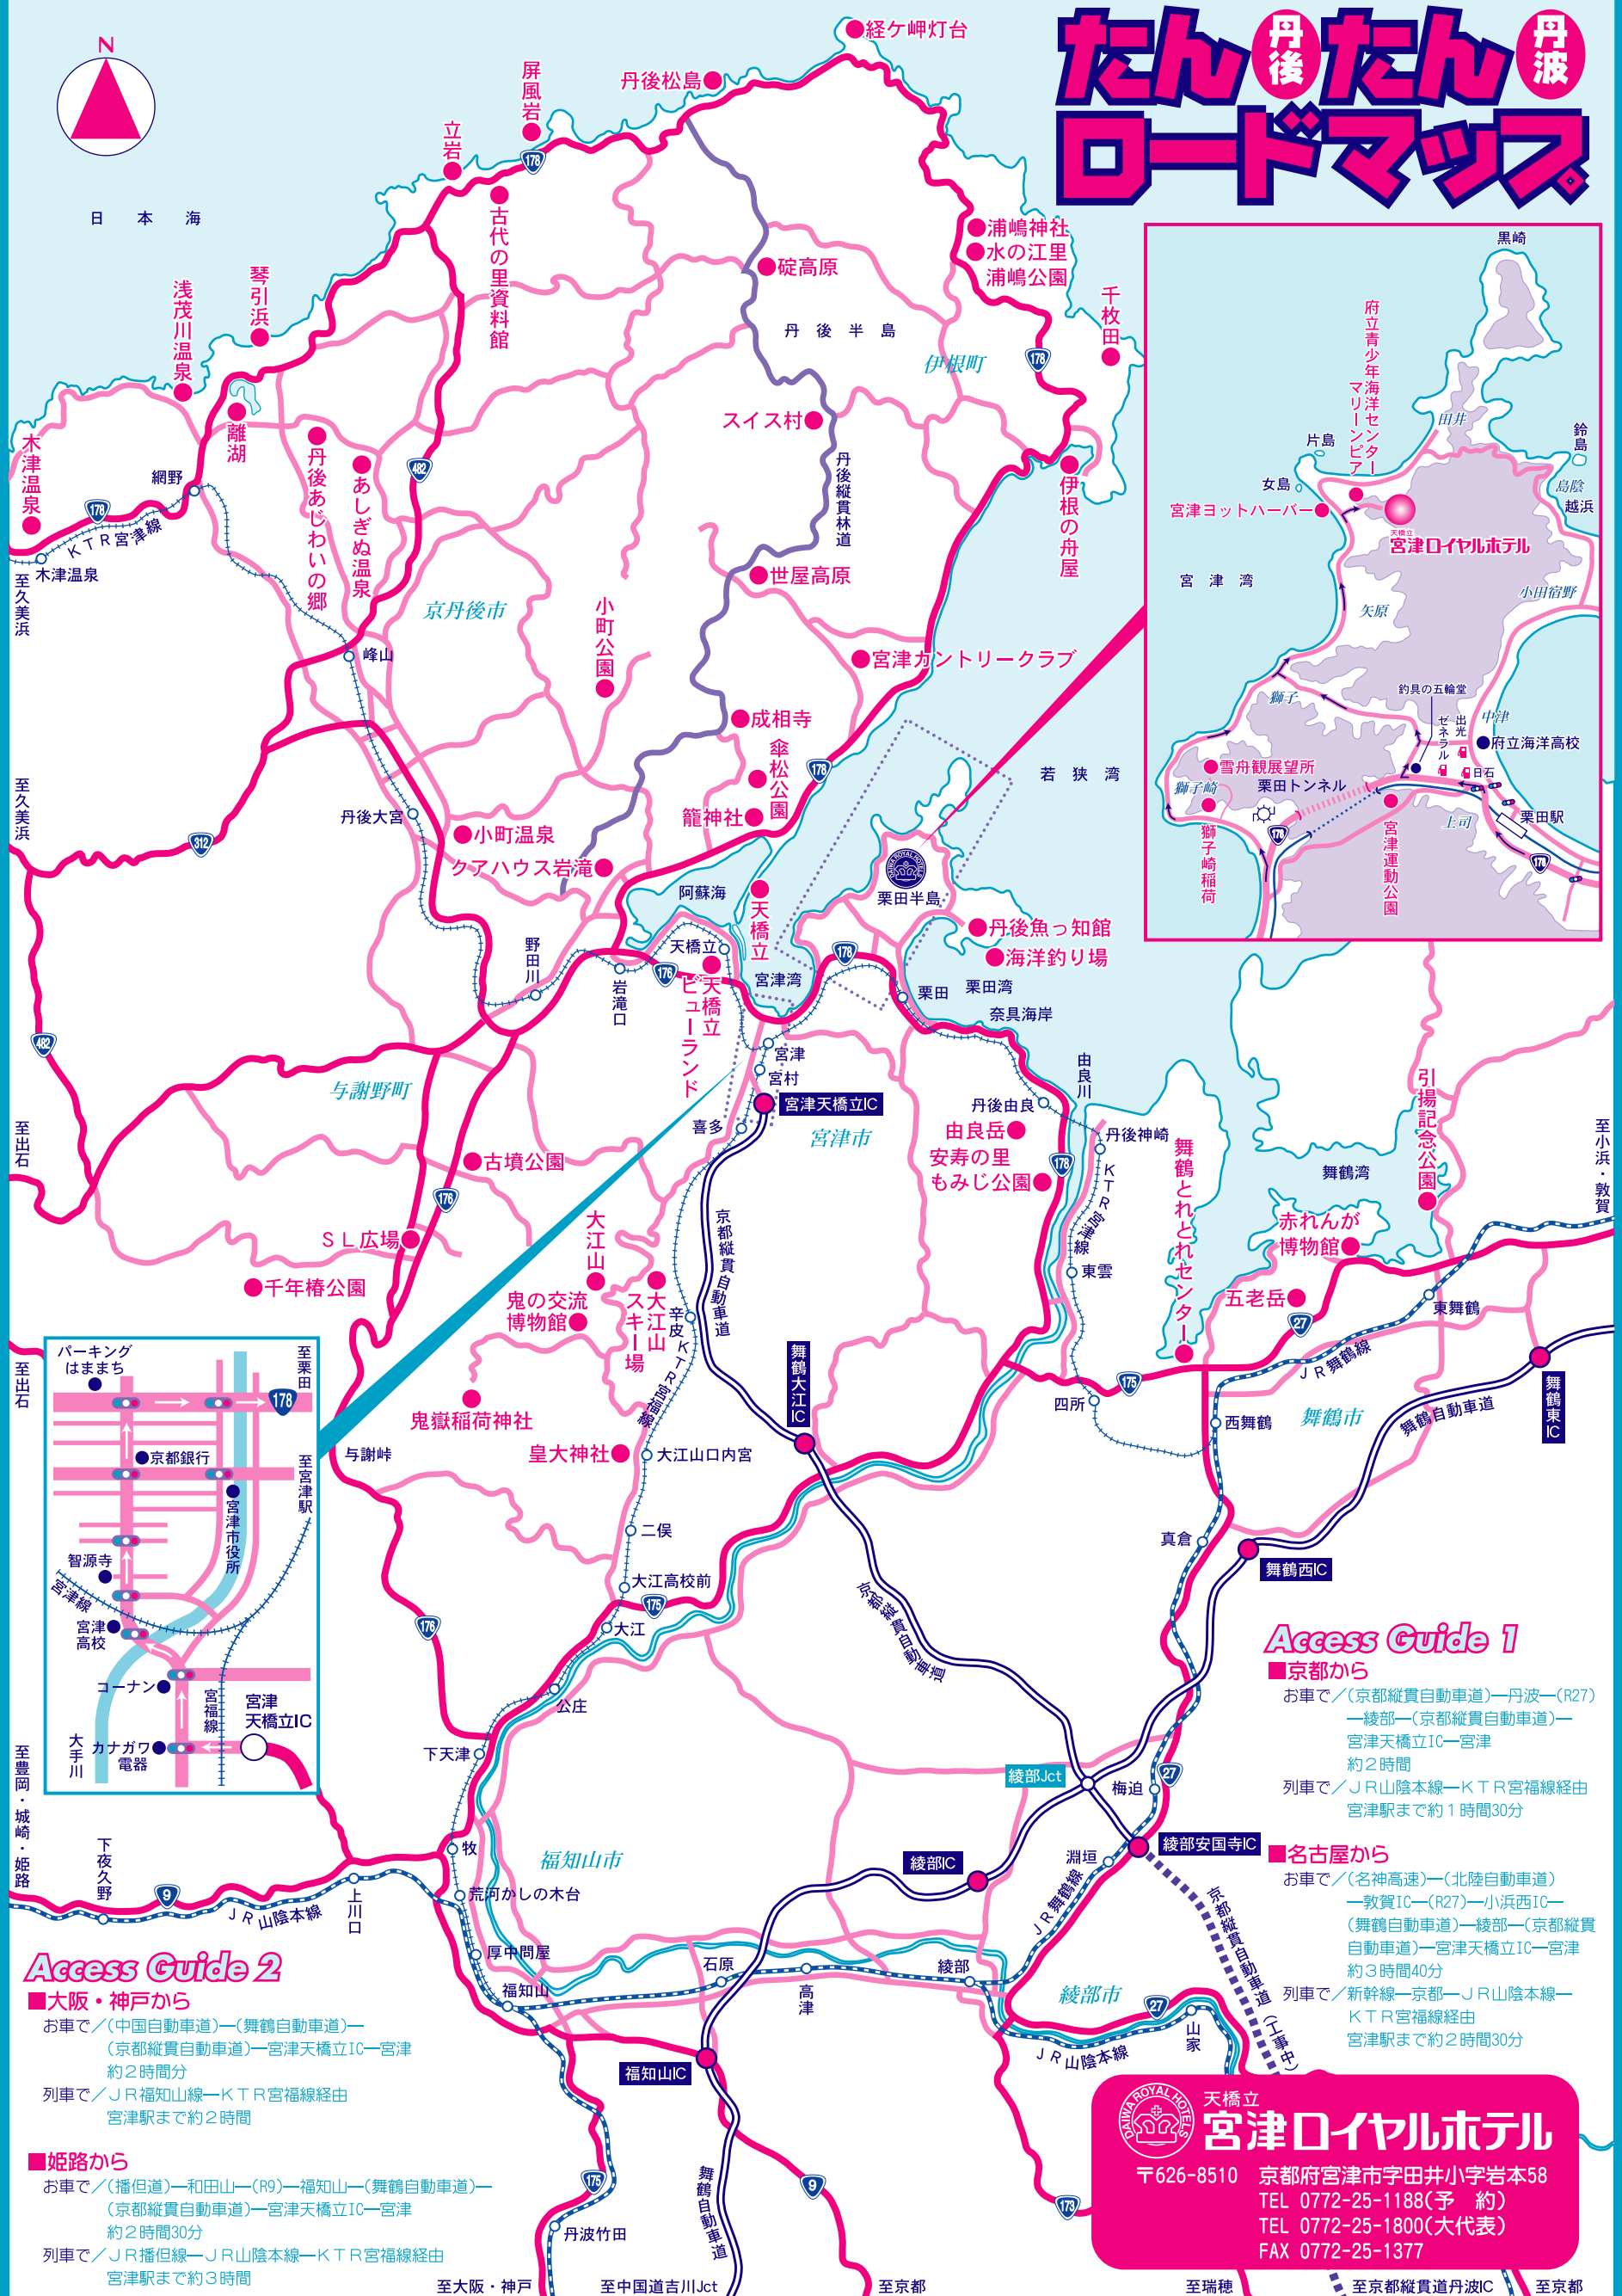 たん丹後たん丹波
ロードマップ
N
日本海
経ケ岬灯台
丹後松島
屏風岩
立岩
178
古代の里資料館
琴引浜
浅茂川温泉
離湖
木津温泉
178
網野
KTR宮津線
木津温泉
至久美浜
丹後あじわいの郷
あしぎぬ温泉
482
碇高原
丹後半島
浦嶋神社
水の江里
浦嶋公園
千枚田
178
伊根町
スイス村
丹後縦貫林道
伊根の舟屋
世屋高原
京丹後市
小町公園
峰山
宮津カントリークラブ
成相寺
傘松公園
178
籠神社
若狭湾
至久美浜
312
丹後大宮
小町温泉
クアハウス岩滝
阿蘇海
天橋立
栗田半島
DAIWA ROYAL HOTELS
丹後魚っ知館
海洋釣り場
野田川
岩滝口
176
天橋立
天橋立ビューランド
宮津湾
178
栗田
栗田湾
奈具海岸
宮津
宮村
宮津天橋立IC
喜多
宮津市
482
与謝野町
至出石
古墳公園
176
SL広場
千年椿公園
由良川
丹後由良
由良岳
安寿の里
もみじ公園
178
丹後神崎
KTR宮津線
東雲
舞鶴とれとれセンター
舞鶴湾
引揚記念公園
赤れんが
博物館
五老岳
27
東舞鶴
至小浜・敦賀
JR舞鶴線
舞鶴東IC
舞鶴自動車道
舞鶴市
西舞鶴
四所
175
大江山
鬼の交流
博物館
大江山スキー場
辛皮
KTR宮福線
京都縦貫自動車道
舞鶴大江IC
鬼嶽稲荷神社
皇大神社
大江山口内宮
与謝峠
二俣
大江高校前
175
大江
公庄
176
下天津
真倉
舞鶴西IC
京都縦貫自動車道
綾部Jct
梅迫
27
綾部安国寺IC
淵垣
綾部IC
JR舞鶴線
京都縦貫自動車道(工事中)
福知山市
牧
荒河かしの木台
厚中問屋
福知山
石原
高津
綾部
綾部市
27
山家
JR山陰本線
福知山IC
175
丹波竹田
舞鶴自動車道
9
173
至大阪・神戸
至中国道吉川Jct
至京都
至瑞穂
至京都縦貫道丹波IC
至京都
至出石
至豊岡・城崎・姫路
下夜久野
9
上川口
JR山陰本線
黒崎
府立青少年海洋センター
マリーンピア
田井
鈴島
片島
女島
島陰
越浜
宮津ヨットハーバー
天橋立
宮津ロイヤルホテル
宮津湾
矢原
小田宿野
獅子
釣具の五輪堂
ゼネラル
出光
中津
府立海洋高校
日石
雪舟観展望所
栗田トンネル
獅子崎
獅子崎稲荷
178
宮津運動公園
上司
栗田駅
178
パーキング
はままち
至栗田
178
京都銀行
至宮津駅
宮津市役所
智源寺
宮津線
宮津
高校
コーナン
宮福線
宮津
天橋立IC
大手川
カナガワ
電器
Access Guide 1
■京都から
お車で／(京都縦貫自動車道)―丹波―(R27)
―綾部―(京都縦貫自動車道)―
宮津天橋立IC―宮津
約2時間
列車で／JR山陰本線―KTR宮福線経由
宮津駅まで約1時間30分
■名古屋から
お車で／(名神高速)―(北陸自動車道)
―敦賀IC―(R27)―小浜西IC―
(舞鶴自動車道)―綾部―(京都縦貫
自動車道)―宮津天橋立IC―宮津
約3時間40分
列車で／新幹線―京都―JR山陰本線―
KTR宮福線経由
宮津駅まで約2時間30分
Access Guide 2
■大阪・神戸から
お車で／(中国自動車道)―(舞鶴自動車道)―
(京都縦貫自動車道)―宮津天橋立IC―宮津
約2時間分
列車で／JR福知山線―KTR宮福線経由
宮津駅まで約2時間
■姫路から
お車で／(播但道)―和田山―(R9)―福知山―(舞鶴自動車道)―
(京都縦貫自動車道)―宮津天橋立IC―宮津
約2時間30分
列車で／JR播但線―JR山陰本線―KTR宮福線経由
宮津駅まで約3時間
DAIWA ROYAL HOTELS
天橋立
宮津ロイヤルホテル
〒626-8510 京都府宮津市字田井小字岩本58
TEL 0772-25-1188(予 約)
TEL 0772-25-1800(大代表)
FAX 0772-25-1377